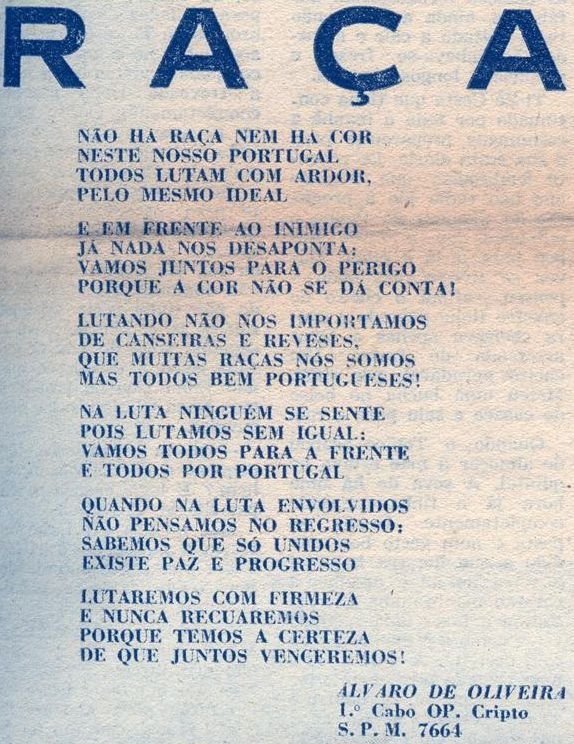 RAÇA
NÃO HÁ RAÇA NEM HA COR
NESTE NOSSO PORTUGAL
TODOS LUTAM COM ARDOR,
PELO MESMO IDEAL
E EM FRENTE AO INIMIGO
JÁ NADA NOS DESAPONTA;
VAMOS JUNTOS PARA O PERIGO
PORQUE A COR NÃO SE DÁ CONTA!
LUTANDO NÃO NOS IMPORTAMOS
DE CANSEIRAS E REVESES,
QUE MUITAS RAÇAS NÓS SOMOS
MAS TODOS BEM PORTUGUESES!
NA LUTA NINGUÉM SE SENTE
POIS LUTAMOS SEM IGUAL:
VAMOS TODOS PARA A FRENTE
E TODOS POR PORTUGAL
QUANDO NA LUTA ENVOLVIDOS
NÃO PENSAMOS NO REGRESSO;
SABEMOS QUE SÓ UNIDOS
EXISTE PAZ E PROGRESSO
LUTAREMOS COM FIRMEZA
E NUNCA RECUAREMOS
PORQUE TEMOS A CERTEZA
DE QUE JUNTOS VENCEREMOS!
ÁLVARO DE OLIVEIRA
1.º Cabo OP. Cripto
S. P. M. 7664